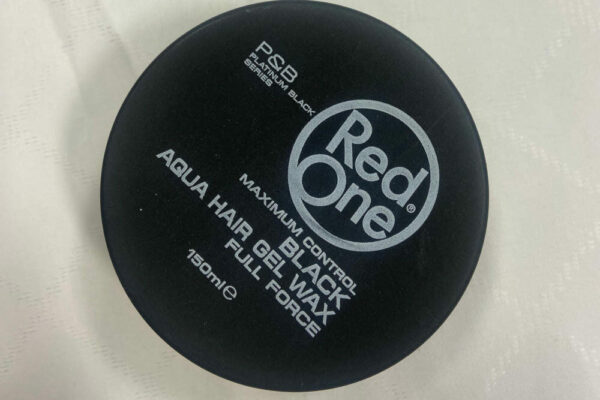 P&B
PLATINUM BLACK
SERIES
Red
One®
MAXIMUM CONTROL
BLACK
AQUA HAIR GEL WAX
FULL FORCE
150ml℮